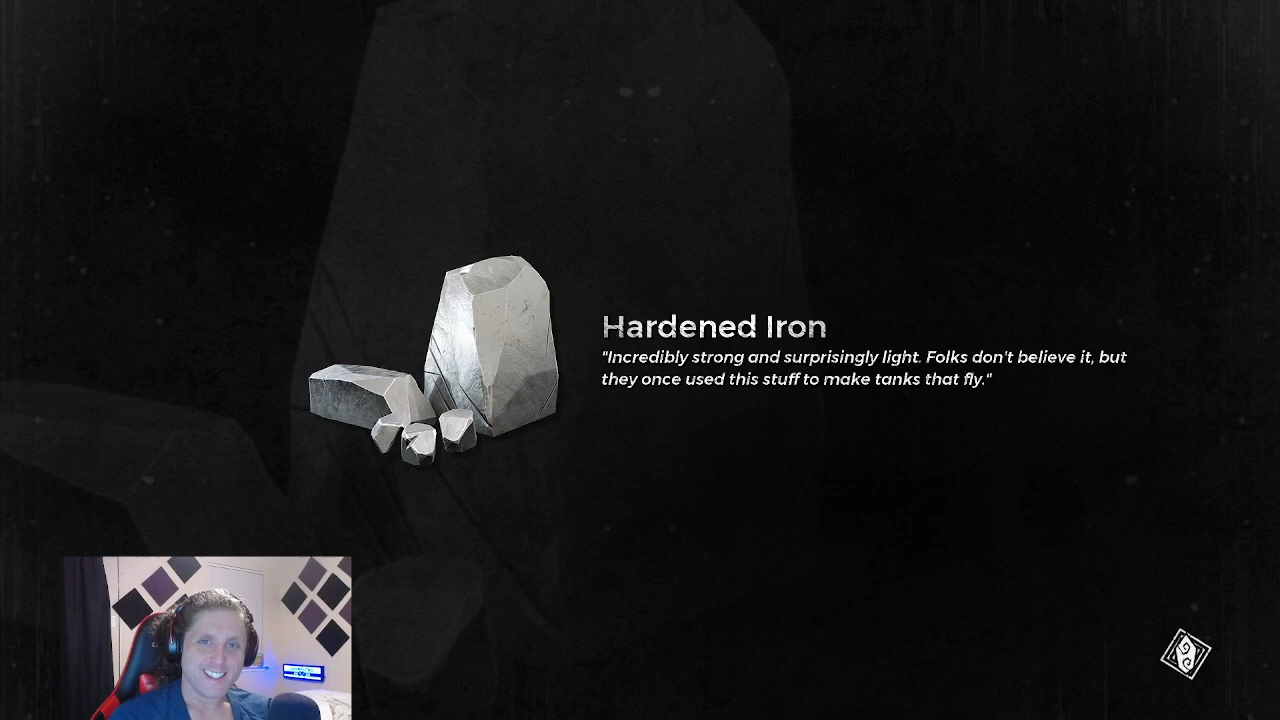 Hardened Iron
"Incredibly strong and surprisingly light. Folks don't believe it, but
they once used this stuff to make tanks that fly."